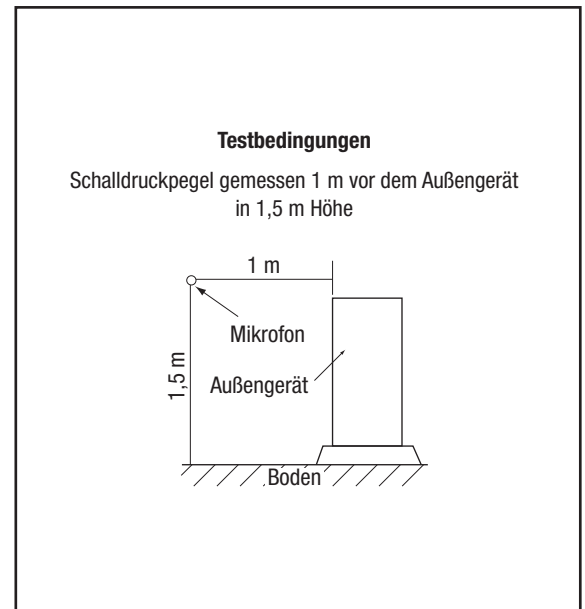 Testbedingungen
Schalldruckpegel gemessen 1 m vor dem Außengerät
in 1,5 m Höhe
1 m
Mikrofon
1,5 m
Außengerät
Boden